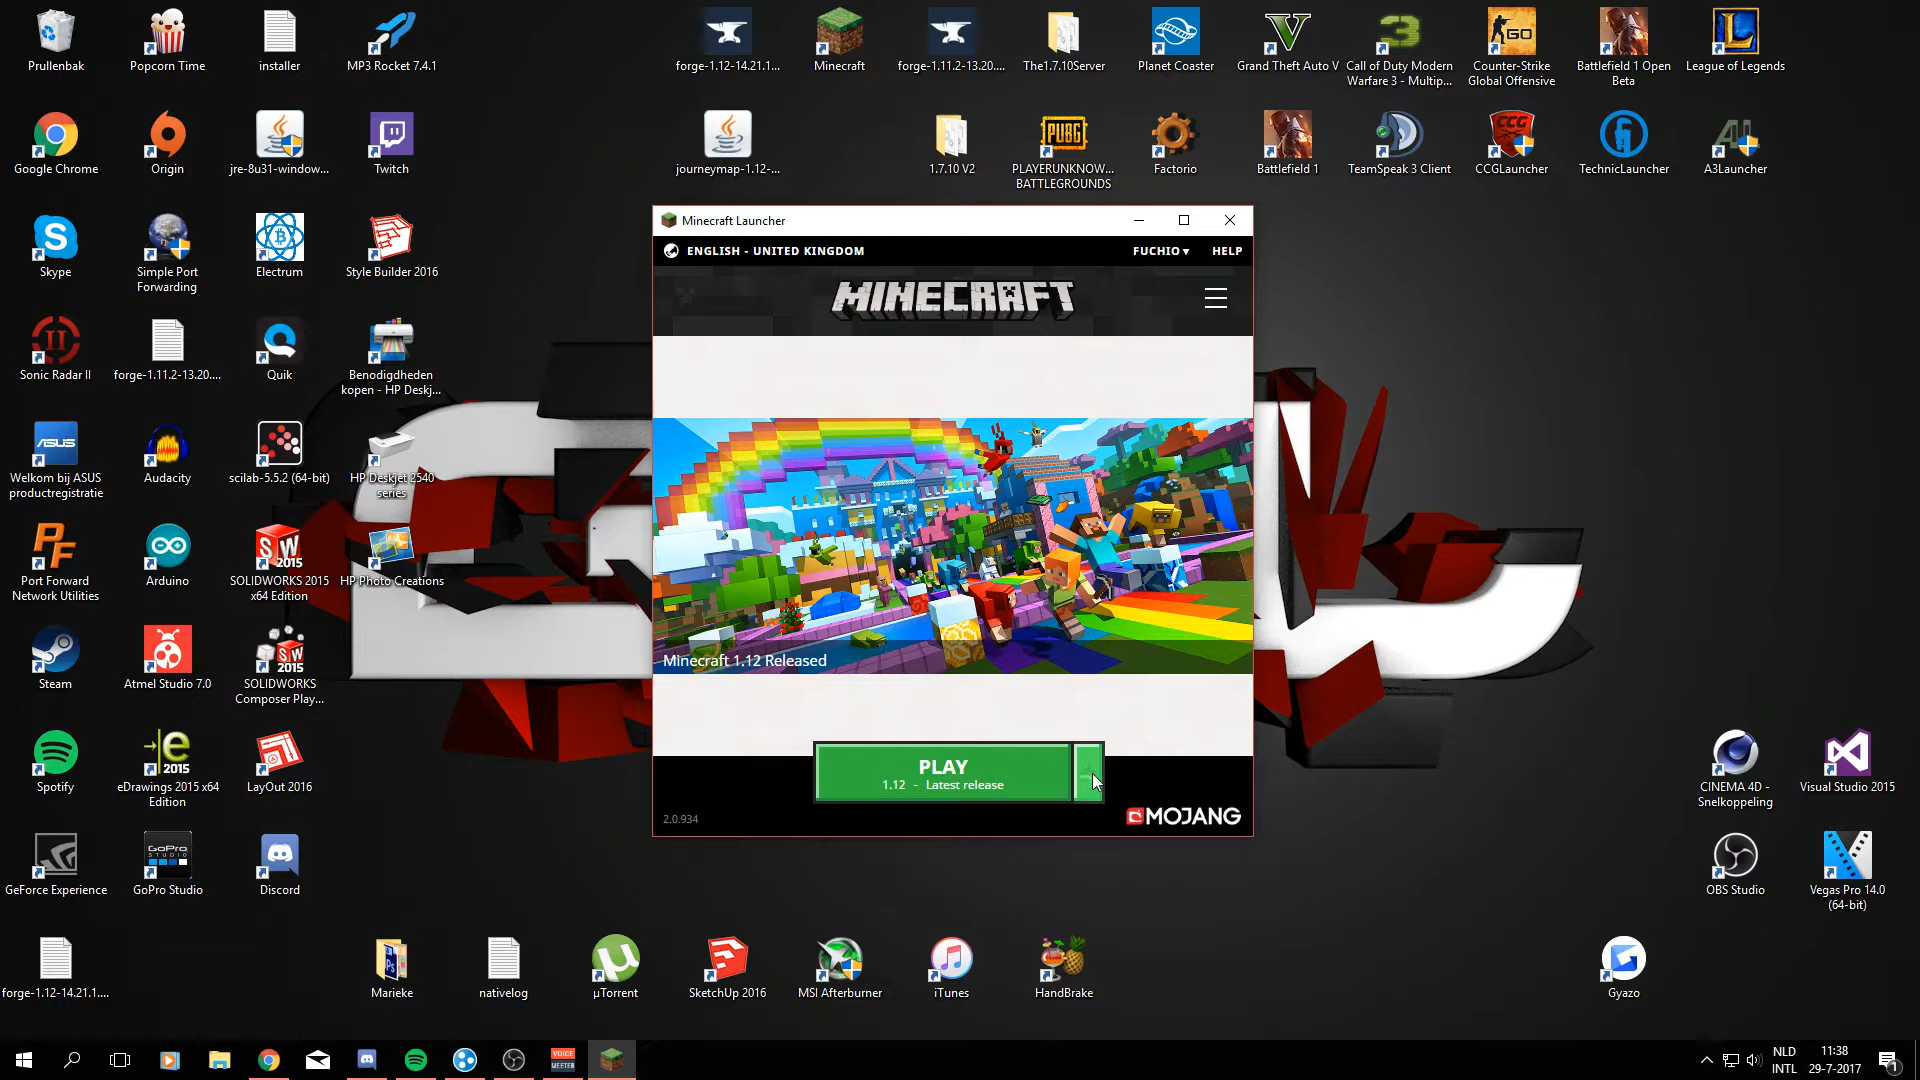 Prullenbak
Popcorn Time
installer
MP3 Rocket 7.4.1
forge-1.12-14.21.1....
Minecraft
forge-1.11.2-13.20....
The1.7.10Server
Planet Coaster
Grand Theft Auto V
Call of Duty Modern
Warfare 3 - Multip...
Counter-Strike
Global Offensive
Battlefield 1 Open
Beta
League of Legends
Google Chrome
Origin
jre-8u31-window...
Twitch
journeymap-1.12-...
1.7.10 V2
PLAYERUNKNOW...
BATTLEGROUNDS
Factorio
Battlefield 1
TeamSpeak 3 Client
CCGLauncher
TechnicLauncher
A3Launcher
Skype
Simple Port
Forwarding
Electrum
Style Builder 2016
Minecraft Launcher
ENGLISH - UNITED KINGDOM
FUCHIO
HELP
MINECRAFT
Sonic Radar II
forge-1.11.2-13.20....
Quik
Benodigdheden
kopen - HP Deskj...
Welkom bij ASUS
productregistratie
Audacity
scilab-5.5.2 (64-bit)
HP Deskjet 2540
series
Port Forward
Network Utilities
Arduino
SOLIDWORKS 2015
x64 Edition
HP Photo Creations
Steam
Atmel Studio 7.0
SOLIDWORKS
Composer Play...
Minecraft 1.12 Released
PLAY
1.12 - Latest release
2.0.934
MOJANG
Spotify
eDrawings 2015 x64
Edition
LayOut 2016
CINEMA 4D -
Snelkoppeling
Visual Studio 2015
GeForce Experience
GoPro Studio
Discord
OBS Studio
Vegas Pro 14.0
(64-bit)
forge-1.12-14.21.1....
Marieke
nativelog
µTorrent
SketchUp 2016
MSI Afterburner
iTunes
HandBrake
Gyazo
VOICE
MEETER
NLD
INTL
11:38
29-7-2017
1